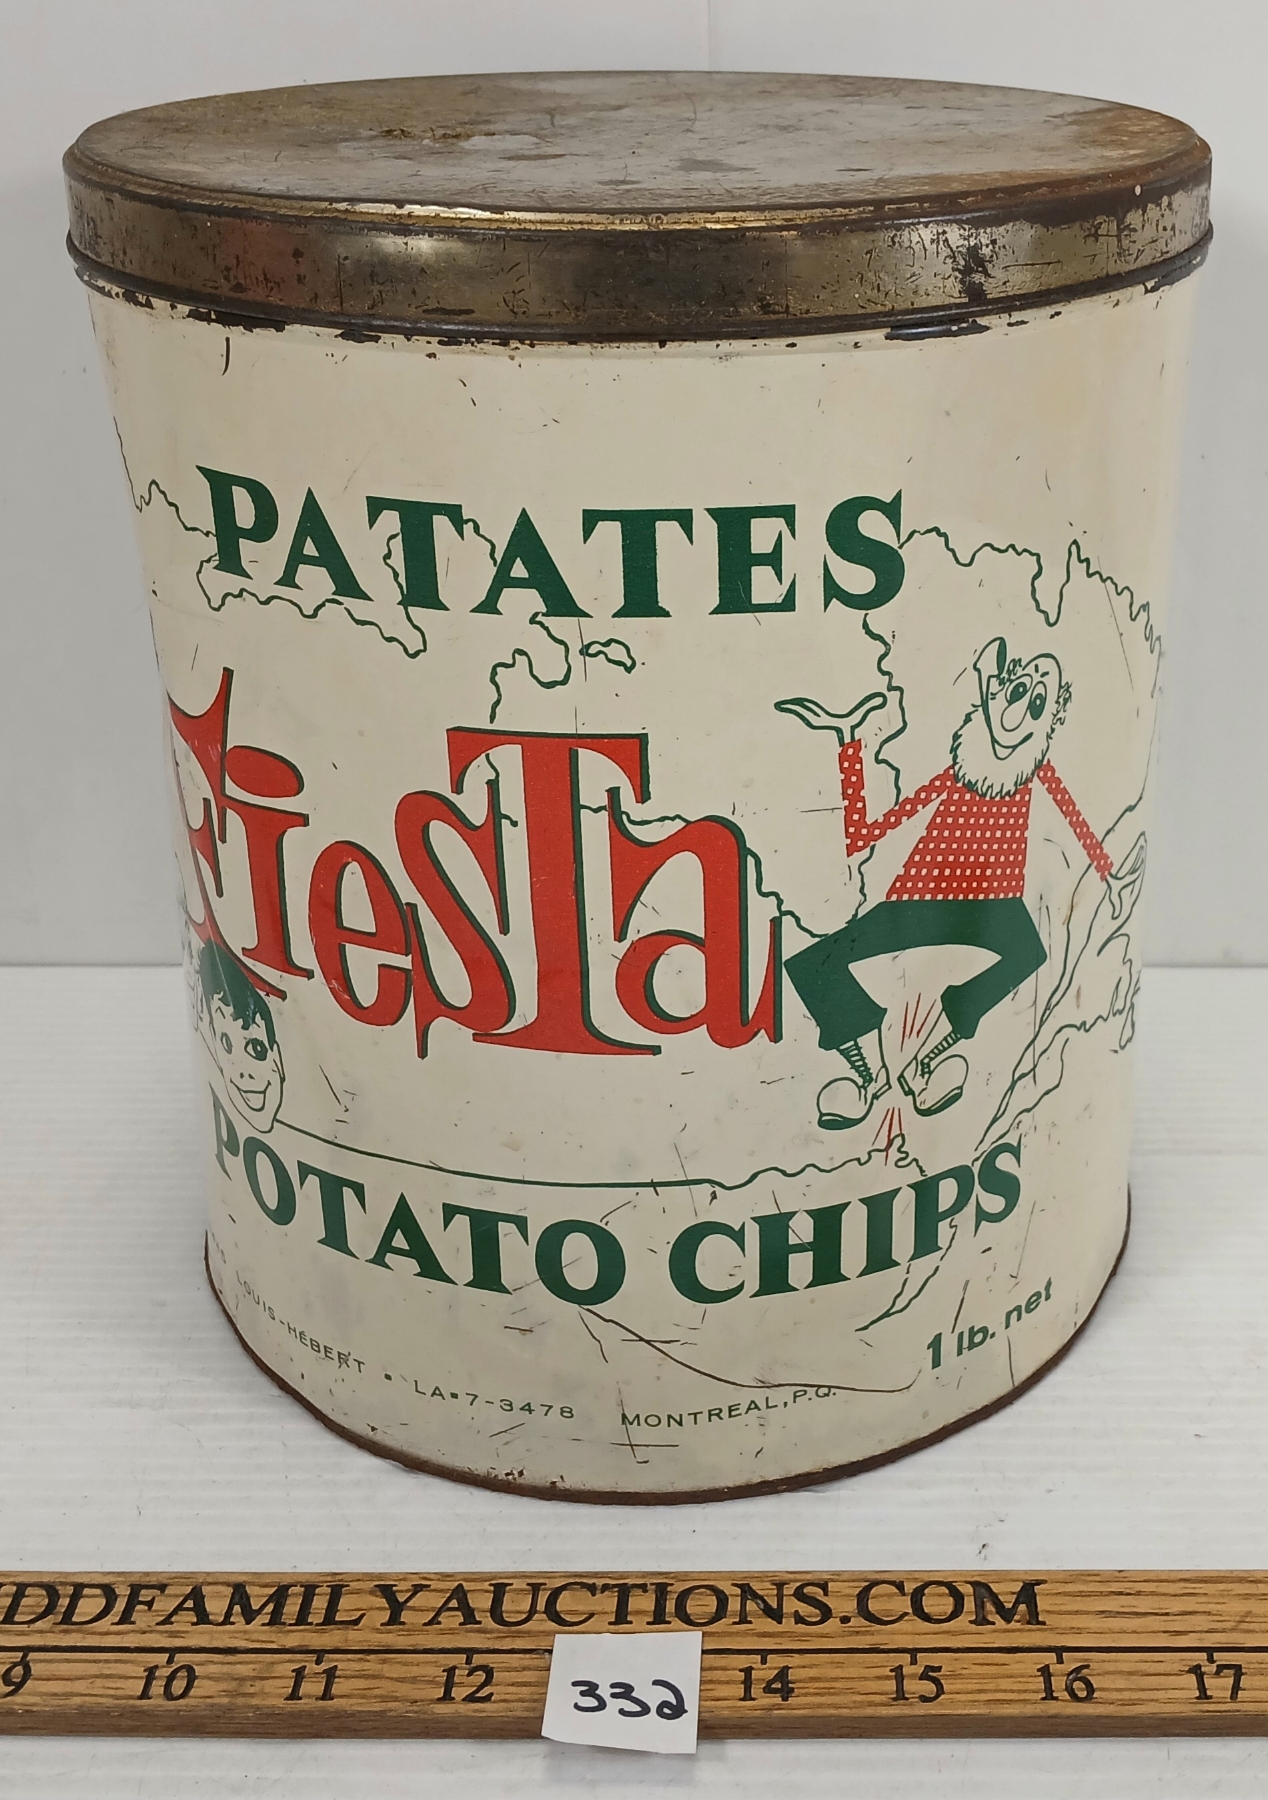 PATATES
Fiesta
POTATO CHIPS
1 lb. net
LOUIS-HÉBERT • LA•7-3478 MONTREAL, P.Q.
DDFAMILYAUCTIONS.COM
9 10 11 12 14 15 16 17
332